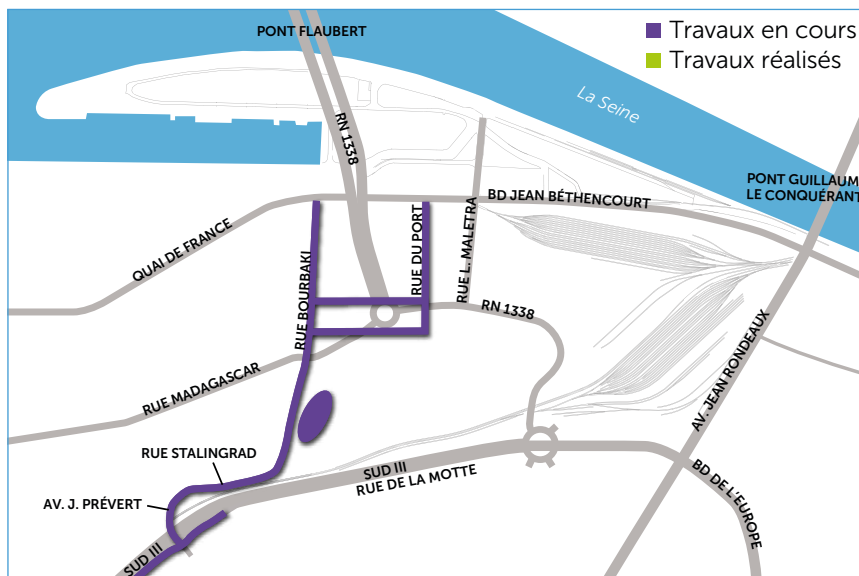 PONT FLAUBERT
Travaux en cours
Travaux réalisés
La Seine
RN 1338
PONT GUILLAUM
LE CONQUÉRANT
BD JEAN BÉTHENCOURT
QUAI DE FRANCE
RUE BOURBAKI
RUE DU PORT
RUE L. MALETRA
RN 1338
RUE MADAGASCAR
AV. JEAN RONDEAUX
RUE STALINGRAD
SUD III
RUE DE LA MOTTE
BD DE L'EUROPE
AV. J. PRÉVERT
SUD III